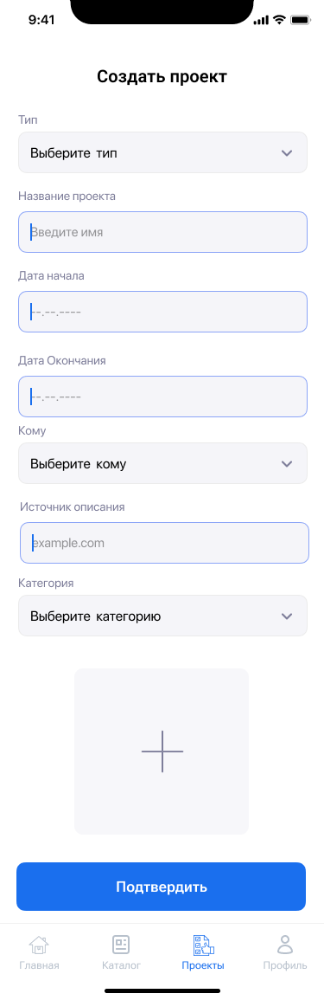 9:41
Создать проект
Тип
Выберите тип
Название проекта
Введите имя
Дата начала
--.--.----
Дата Окончания
--.--.----
Кому
Выберите кому
Источник описания
example.com
Категория
Выберите категорию
Подтвердить
Главная
Каталог
Проекты
Профиль